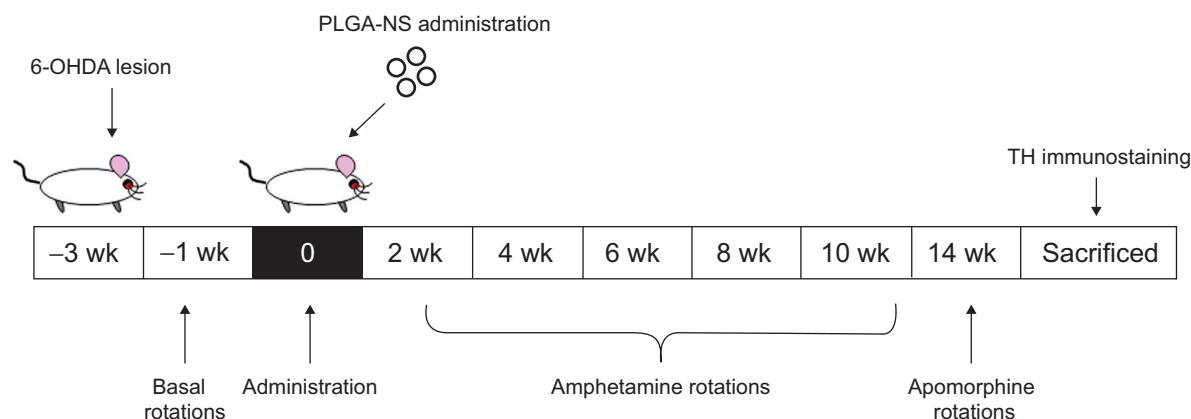 PLGA-NS administration
6-OHDA lesion
TH immunostaining
−3 wk
−1 wk
0
2 wk
4 wk
6 wk
8 wk
10 wk
14 wk
Sacrificed
Basal
rotations
Administration
Amphetamine rotations
Apomorphine
rotations